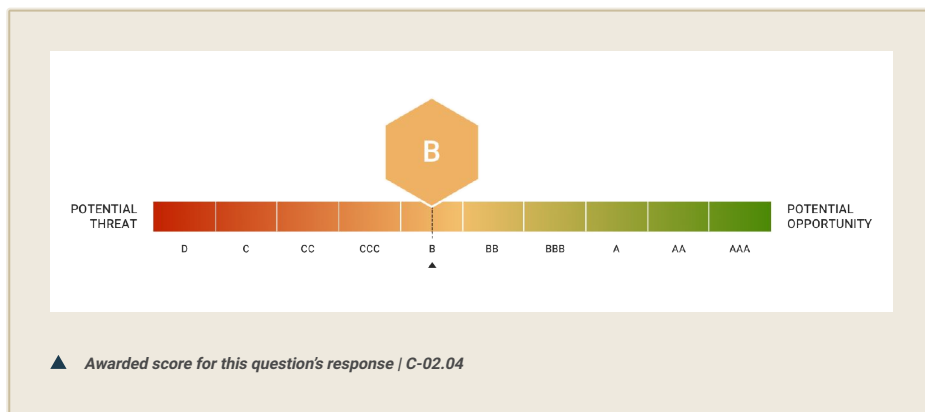 B
POTENTIAL
THREAT
POTENTIAL
OPPORTUNITY
D C CC CCC B BB BBB A AA AAA
Awarded score for this question's response | C-02.04